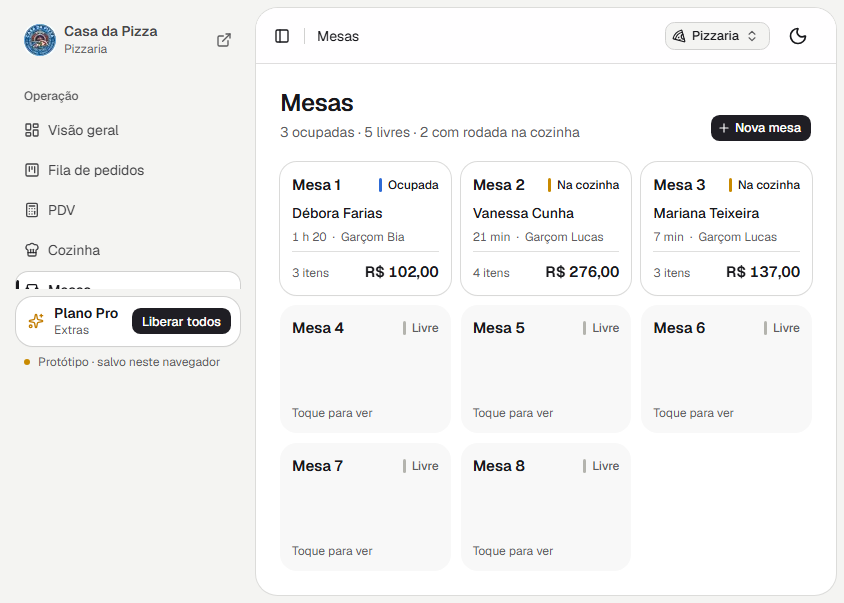 Casa da Pizza
Pizzaria
Operação
Visão geral
Fila de pedidos
PDV
Cozinha
Mesas
Plano Pro
Extras
Liberar todos
Protótipo · salvo neste navegador
Mesas
Pizzaria
Mesas
3 ocupadas · 5 livres · 2 com rodada na cozinha
+ Nova mesa
Mesa 1 Ocupada
Débora Farias
1 h 20 · Garçom Bia
3 itens R$ 102,00
Mesa 2 Na cozinha
Vanessa Cunha
21 min · Garçom Lucas
4 itens R$ 276,00
Mesa 3 Na cozinha
Mariana Teixeira
7 min · Garçom Lucas
3 itens R$ 137,00
Mesa 4 Livre
Toque para ver
Mesa 5 Livre
Toque para ver
Mesa 6 Livre
Toque para ver
Mesa 7 Livre
Toque para ver
Mesa 8 Livre
Toque para ver